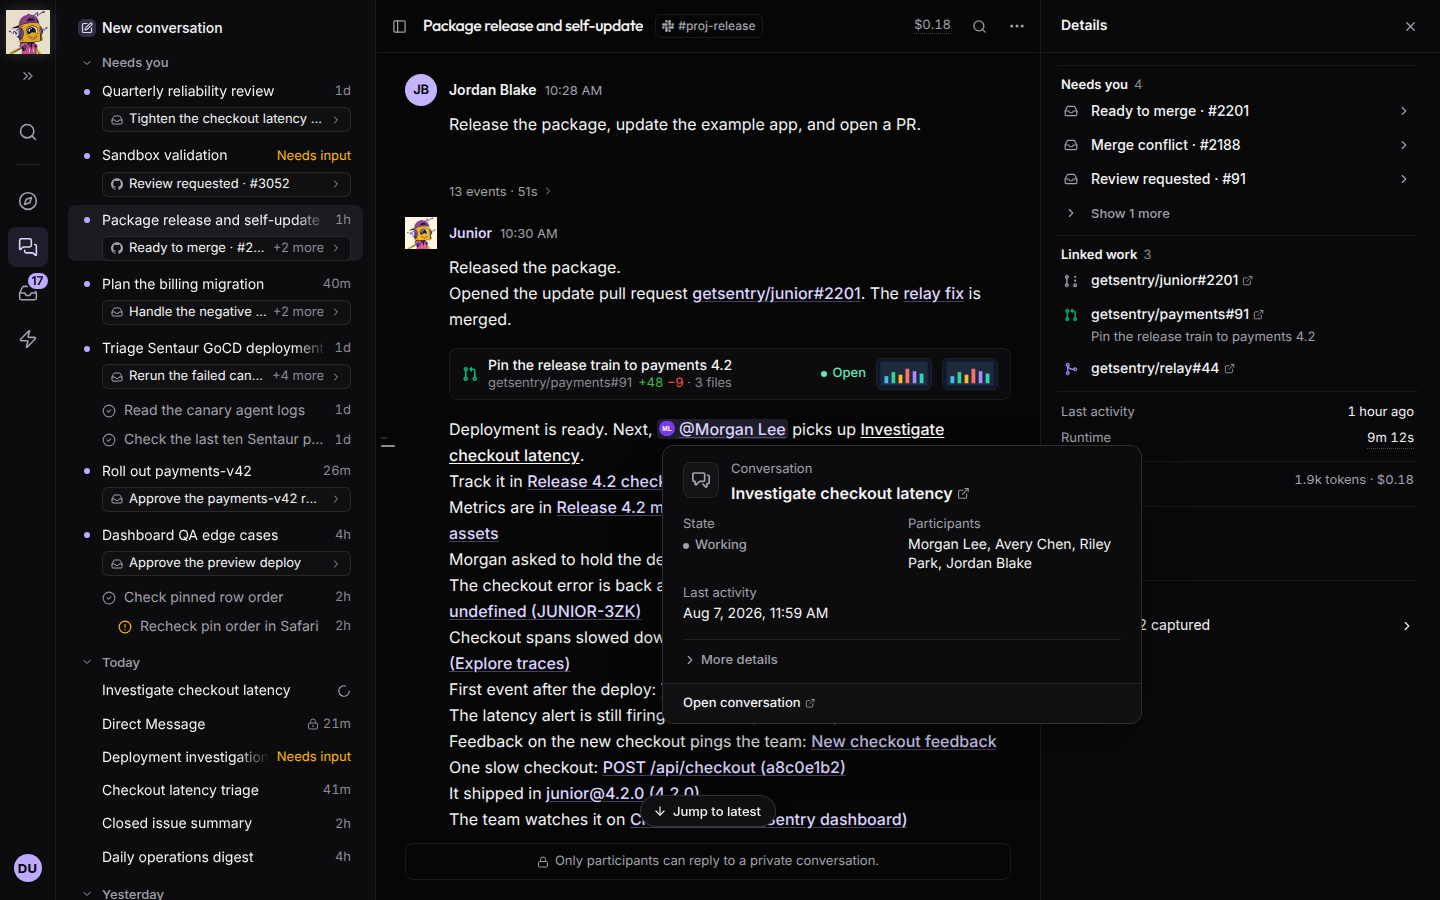 New conversation
Needs you
Quarterly reliability review 1d
Tighten the checkout latency ...
Sandbox validation Needs input
Review requested · #3052
Package release and self-update 1h
Ready to merge · #2... +2 more
Plan the billing migration 40m
Handle the negative ... +2 more
Triage Sentaur GoCD deployment 1d
Rerun the failed can... +4 more
Read the canary agent logs 1d
Check the last ten Sentaur p... 1d
Roll out payments-v42 26m
Approve the payments-v42 r...
Dashboard QA edge cases 4h
Approve the preview deploy
Check pinned row order 2h
Recheck pin order in Safari 2h
Today
Investigate checkout latency
Direct Message 21m
Deployment investigation Needs input
Checkout latency triage 41m
Closed issue summary 2h
Daily operations digest 4h
Yesterday
17
DU
Package release and self-update #proj-release $0.18
JB Jordan Blake 10:28 AM
Release the package, update the example app, and open a PR.
13 events · 51s
Junior 10:30 AM
Released the package.
Opened the update pull request getsentry/junior#2201. The relay fix is
merged.
Pin the release train to payments 4.2
getsentry/payments#91 +48 −9 · 3 files
Open
Deployment is ready. Next, ML @Morgan Lee picks up Investigate
checkout latency.
Track it in Release 4.2 check
Metrics are in Release 4.2 m
assets
Morgan asked to hold the de
The checkout error is back a
undefined (JUNIOR-3ZK)
Checkout spans slowed dow
(Explore traces)
First event after the deploy:
The latency alert is still firing
Feedback on the new checkout pings the team: New checkout feedback
One slow checkout: POST /api/checkout (a8c0e1b2)
It shipped in junior@4.2.0 (4.2.0)
The team watches it on C entry dashboard)
Jump to latest
Only participants can reply to a private conversation.
Conversation
Investigate checkout latency
State
Working
Participants
Morgan Lee, Avery Chen, Riley
Park, Jordan Blake
Last activity
Aug 7, 2026, 11:59 AM
More details
Open conversation
Details
Needs you 4
Ready to merge · #2201
Merge conflict · #2188
Review requested · #91
Show 1 more
Linked work 3
getsentry/junior#2201
getsentry/payments#91
Pin the release train to payments 4.2
getsentry/relay#44
Last activity 1 hour ago
Runtime 9m 12s
1.9k tokens · $0.18
2 captured